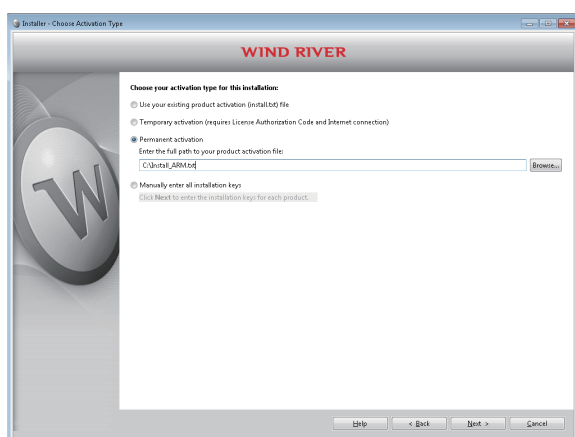 Installer - Choose Activation Type
WIND RIVER
Choose your activation type for this installation:
Use your existing product activation (install.txt) file
Temporary activation (requires License Authorization Code and Internet connection)
Permanent activation
Enter the full path to your product activation file:
C:\Install_ARM.txt
Browse...
Manually enter all installation keys
Click Next to enter the installation keys for each product.
W
Help < Back Next > Cancel